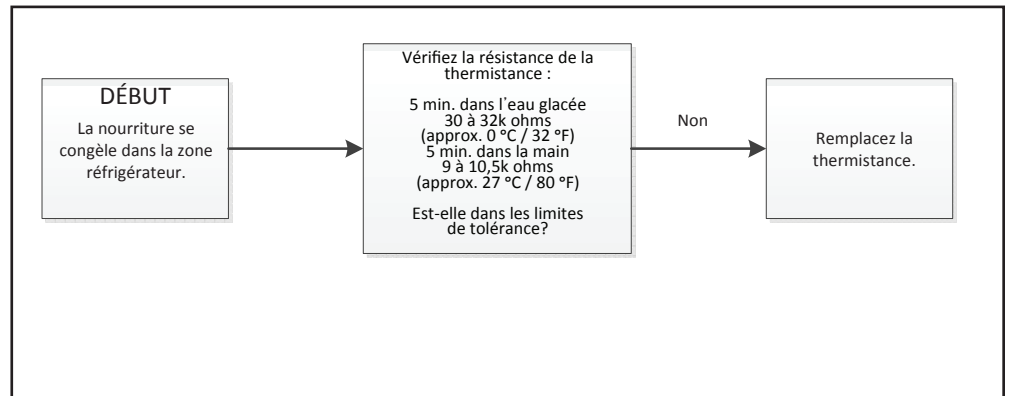 DÉBUT
La nourriture se
congèle dans la zone
réfrigérateur.
Vérifiez la résistance de la
thermistance :
5 min. dans l'eau glacée
30 à 32k ohms
(approx. 0 °C / 32 °F)
5 min. dans la main
9 à 10,5k ohms
(approx. 27 °C / 80 °F)
Est-elle dans les limites
de tolérance?
Non
Remplacez la
thermistance.